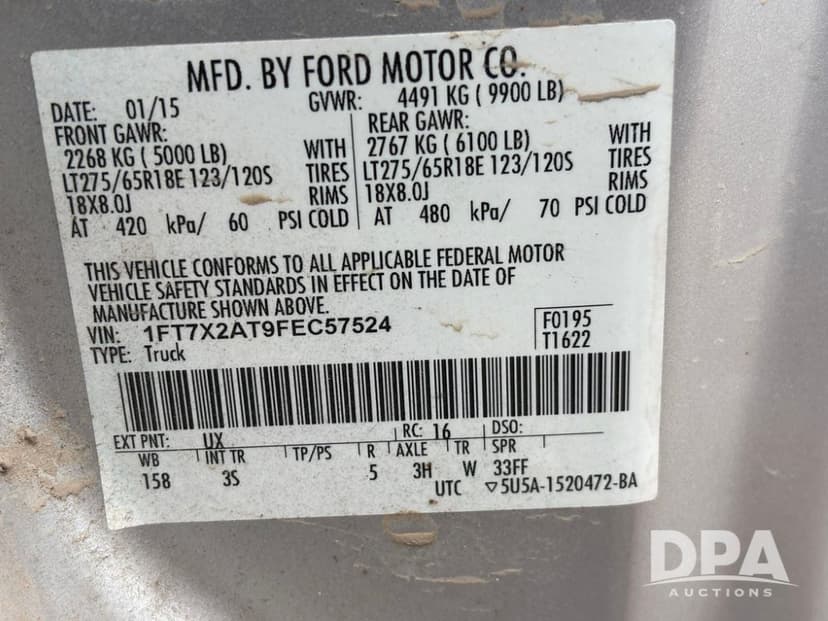 MFD. BY FORD MOTOR CO.
DATE: 01/15 GVWR: 4491 KG ( 9900 LB)
FRONT GAWR: REAR GAWR:
2268 KG ( 5000 LB) WITH 2767 KG ( 6100 LB) WITH
LT275/65R18E 123/120S TIRES LT275/65R18E 123/120S TIRES
18X8.0J RIMS 18X8.0J RIMS
AT 420 kPa/ 60 PSI COLD AT 480 kPa/ 70 PSI COLD
THIS VEHICLE CONFORMS TO ALL APPLICABLE FEDERAL MOTOR
VEHICLE SAFETY STANDARDS IN EFFECT ON THE DATE OF
MANUFACTURE SHOWN ABOVE.
VIN: 1FT7X2AT9FEC57524 F0195
TYPE: Truck T1622
EXT PNT: UX RC: 16 DSO:
WB INT TR TP/PS R AXLE TR SPR
158 3S 5 3H W 33FF
UTC ▽5U5A-1520472-BA
DPA
AUCTIONS